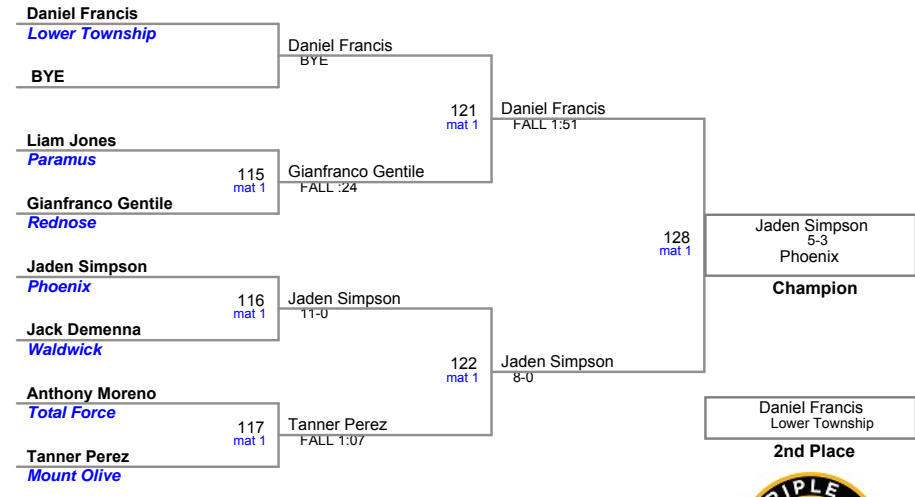 Daniel Francis
Lower Township
Daniel Francis
BYE
BYE
121
mat 1
Daniel Francis
FALL 1:51
Liam Jones
Paramus
115
mat 1
Gianfranco Gentile
FALL :24
Gianfranco Gentile
Rednose
128
mat 1
Jaden Simpson
5-3
Phoenix
Champion
Jaden Simpson
Phoenix
116
mat 1
Jaden Simpson
11-0
Jack Demenna
Waldwick
122
mat 1
Jaden Simpson
8-0
Anthony Moreno
Total Force
117
mat 1
Tanner Perez
FALL 1:07
Tanner Perez
Mount Olive
Daniel Francis
Lower Township
2nd Place
TRIPLE